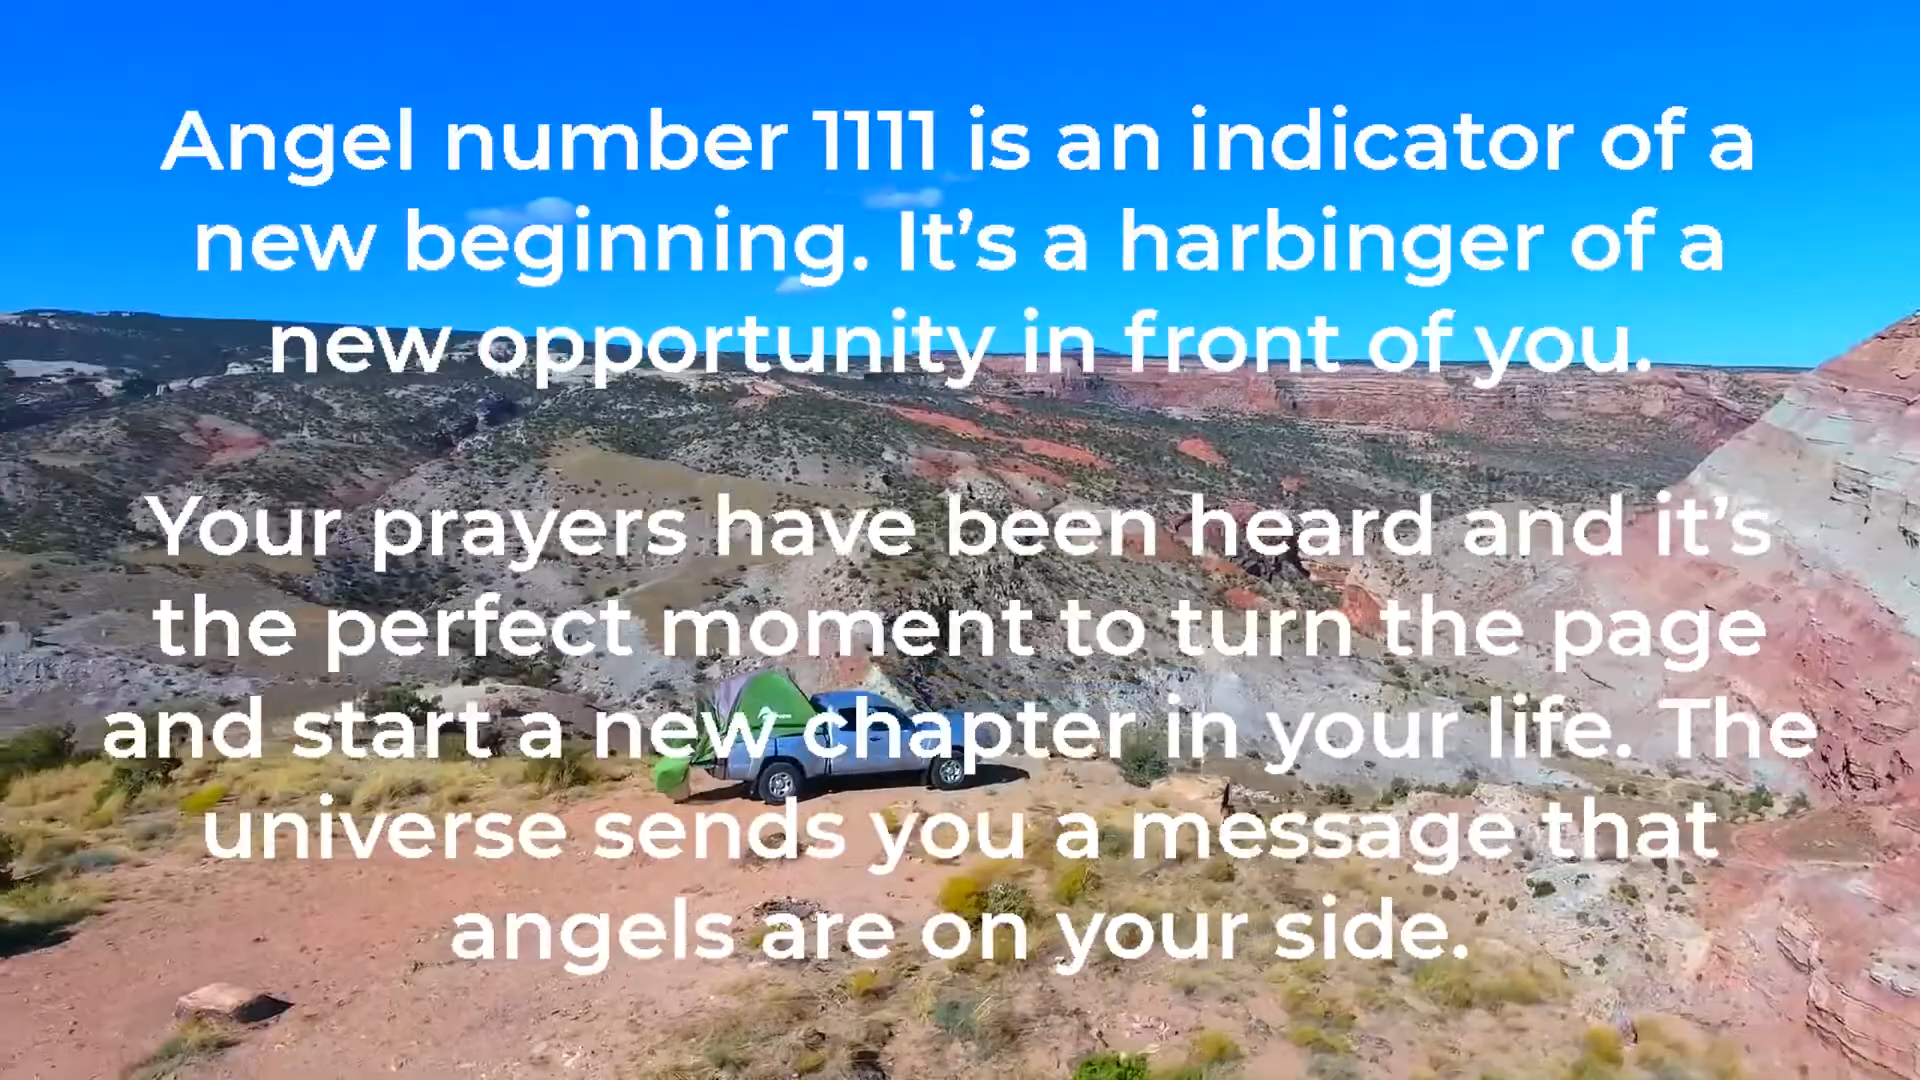 Angel number 1111 is an indicator of a
new beginning. It’s a harbinger of a
new opportunity in front of you.
Your prayers have been heard and it’s
the perfect moment to turn the page
and start a new chapter in your life. The
universe sends you a message that
angels are on your side.